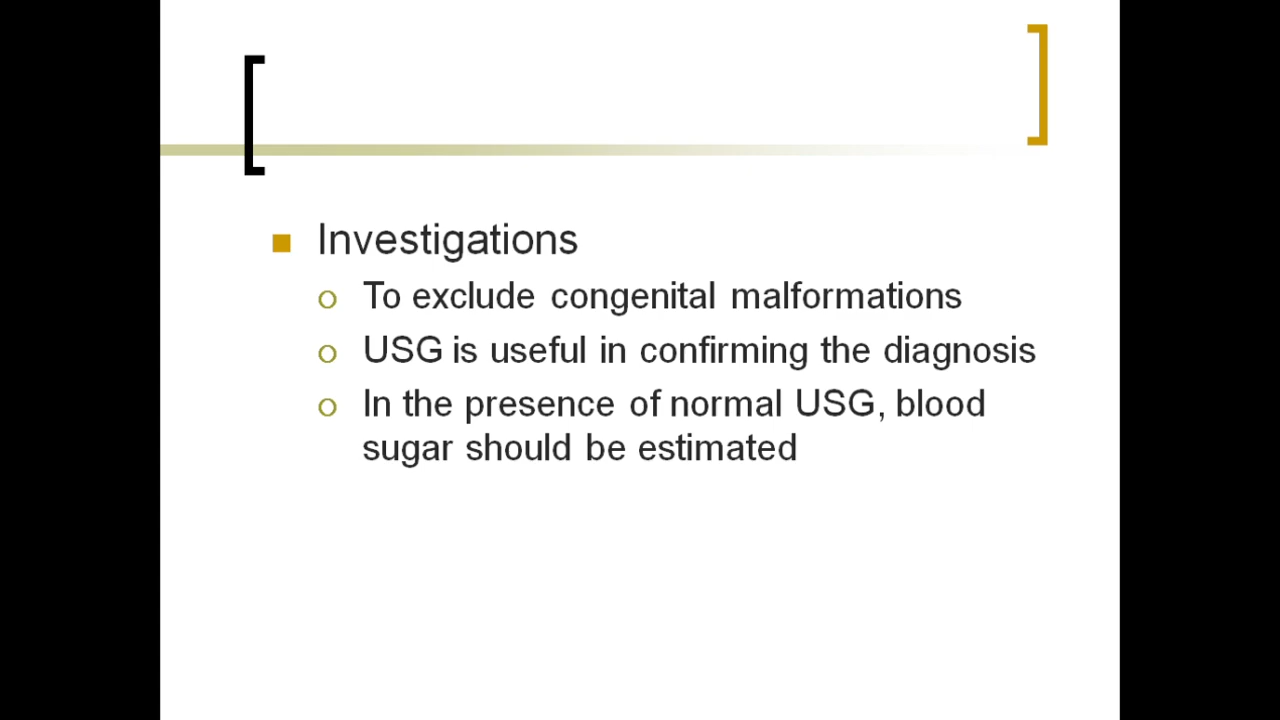 Investigations
To exclude congenital malformations
USG is useful in confirming the diagnosis
In the presence of normal USG, blood
sugar should be estimated